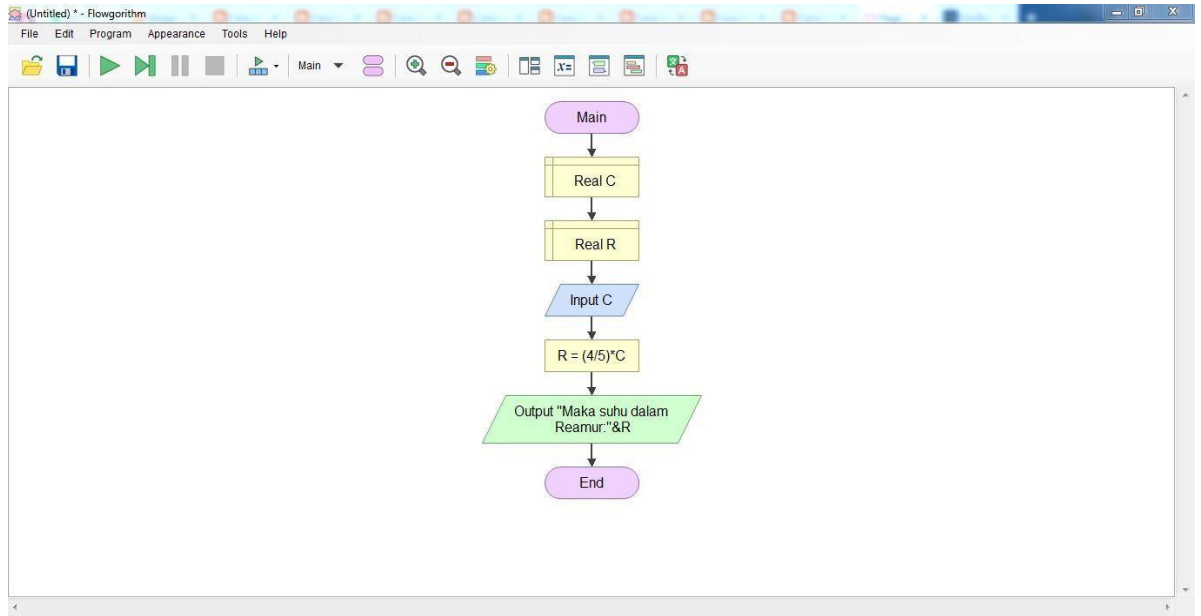 (Untitled) * - Flowgorithm
File Edit Program Appearance Tools Help
Main
x=
Main
Real C
Real R
Input C
R = (4/5)*C
Output "Maka suhu dalam
Reamur:"&R
End